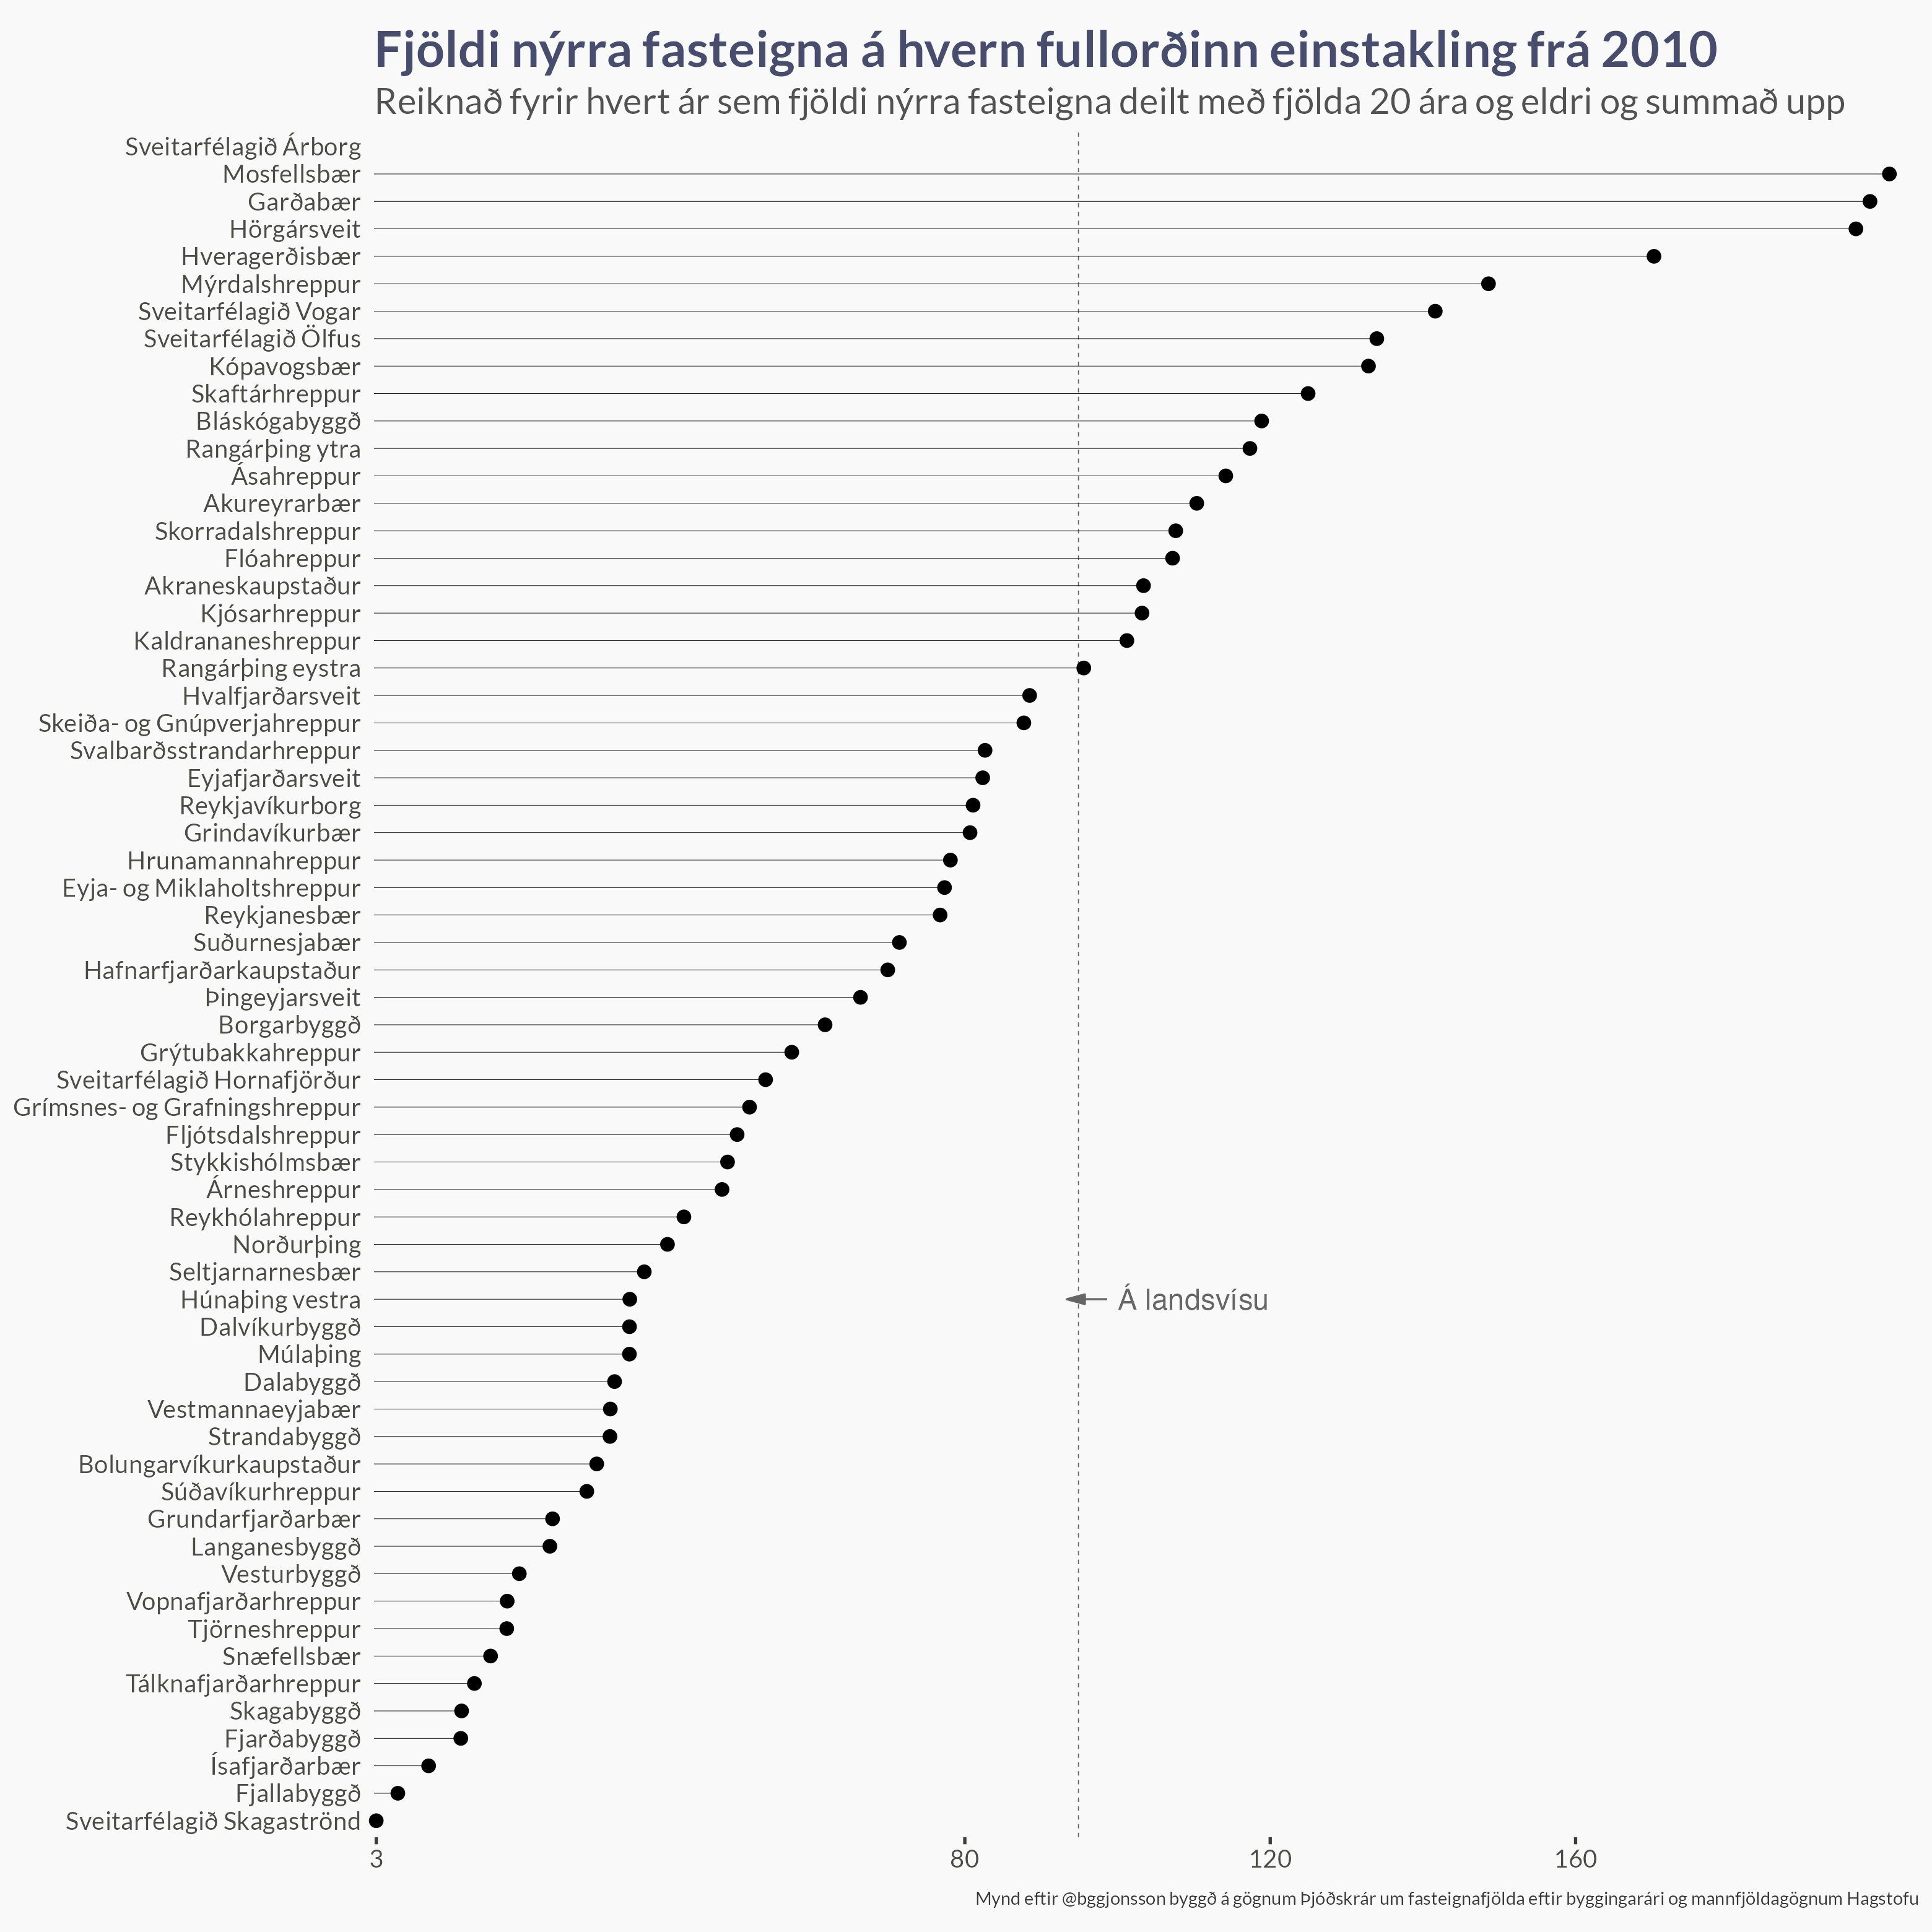 Fjöldi nýrra fasteigna á hvern fullorðinn einstakling frá 2010
Reiknað fyrir hvert ár sem fjöldi nýrra fasteigna deilt með fjölda 20 ára og eldri og summað upp
Sveitarfélagið Árborg
Mosfellsbær
Garðabær
Hörgársveit
Hveragerðisbær
Mýrdalshreppur
Sveitarfélagið Vogar
Sveitarfélagið Ölfus
Kópavogsbær
Skaftárhreppur
Bláskógabyggð
Rangárþing ytra
Ásahreppur
Akureyrarbær
Skorradalshreppur
Flóahreppur
Akraneskaupstaður
Kjósarhreppur
Kaldrananeshreppur
Rangárþing eystra
Hvalfjarðarsveit
Skeiða- og Gnúpverjahreppur
Svalbarðsstrandarhreppur
Eyjafjarðarsveit
Reykjavíkurborg
Grindavíkurbær
Hrunamannahreppur
Eyja- og Miklaholtshreppur
Reykjanesbær
Suðurnesjabær
Hafnarfjarðarkaupstaður
Þingeyjarsveit
Borgarbyggð
Grýtubakkahreppur
Sveitarfélagið Hornafjörður
Grímsnes- og Grafningshreppur
Fljótsdalshreppur
Stykkishólmsbær
Árneshreppur
Reykhólahreppur
Norðurþing
Seltjarnarnesbær
Húnaþing vestra
Á landsvísu
Dalvíkurbyggð
Múlaþing
Dalabyggð
Vestmannaeyjabær
Strandabyggð
Bolungarvíkurkaupstaður
Súðavíkurhreppur
Grundarfjarðarbær
Langanesbyggð
Vesturbyggð
Vopnafjarðarhreppur
Tjörneshreppur
Snæfellsbær
Tálknafjarðarhreppur
Skagabyggð
Fjarðabyggð
Ísafjarðarbær
Fjallabyggð
Sveitarfélagið Skagaströnd
3 80 120 160
Mynd eftir @bggjonsson byggð á gögnum Þjóðskrár um fasteignafjölda eftir byggingarári og mannfjöldagögnum Hagstofu